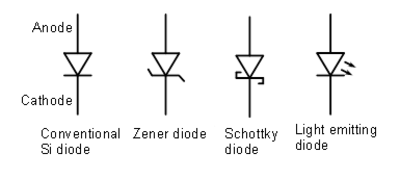 Anode
Cathode
Conventional
Si diode
Zener diode
Schottky
diode
Light emitting
diode